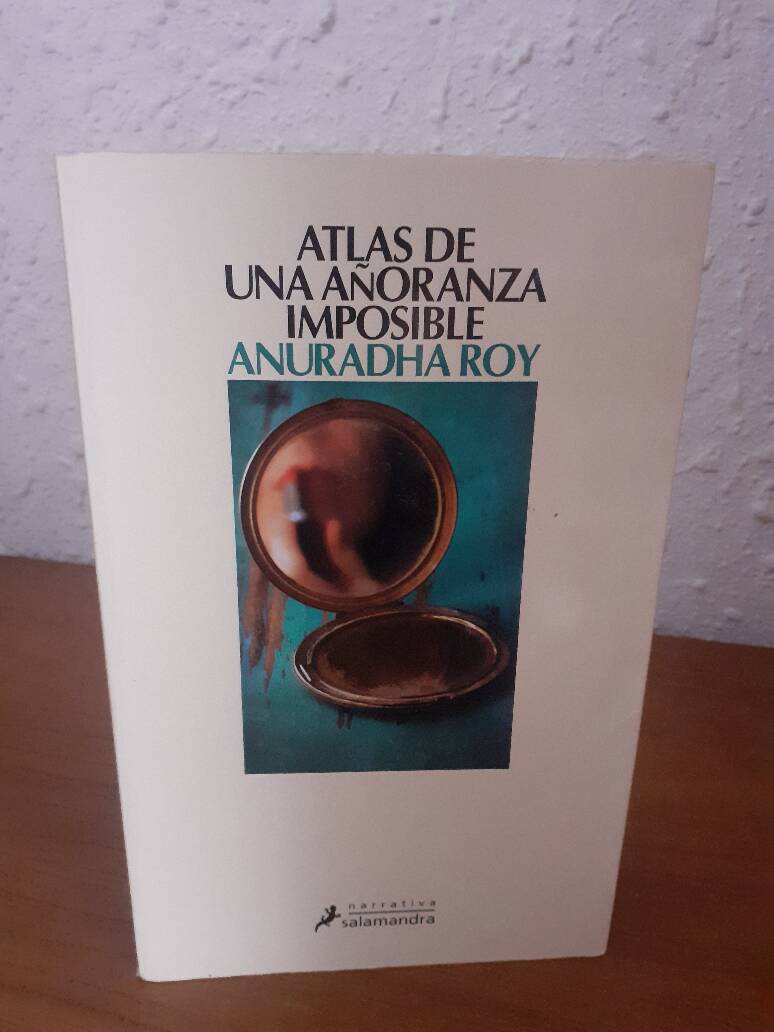 ATLAS DE
UNA AÑORANZA
IMPOSIBLE
ANURADHA ROY
narrativa
salamandra